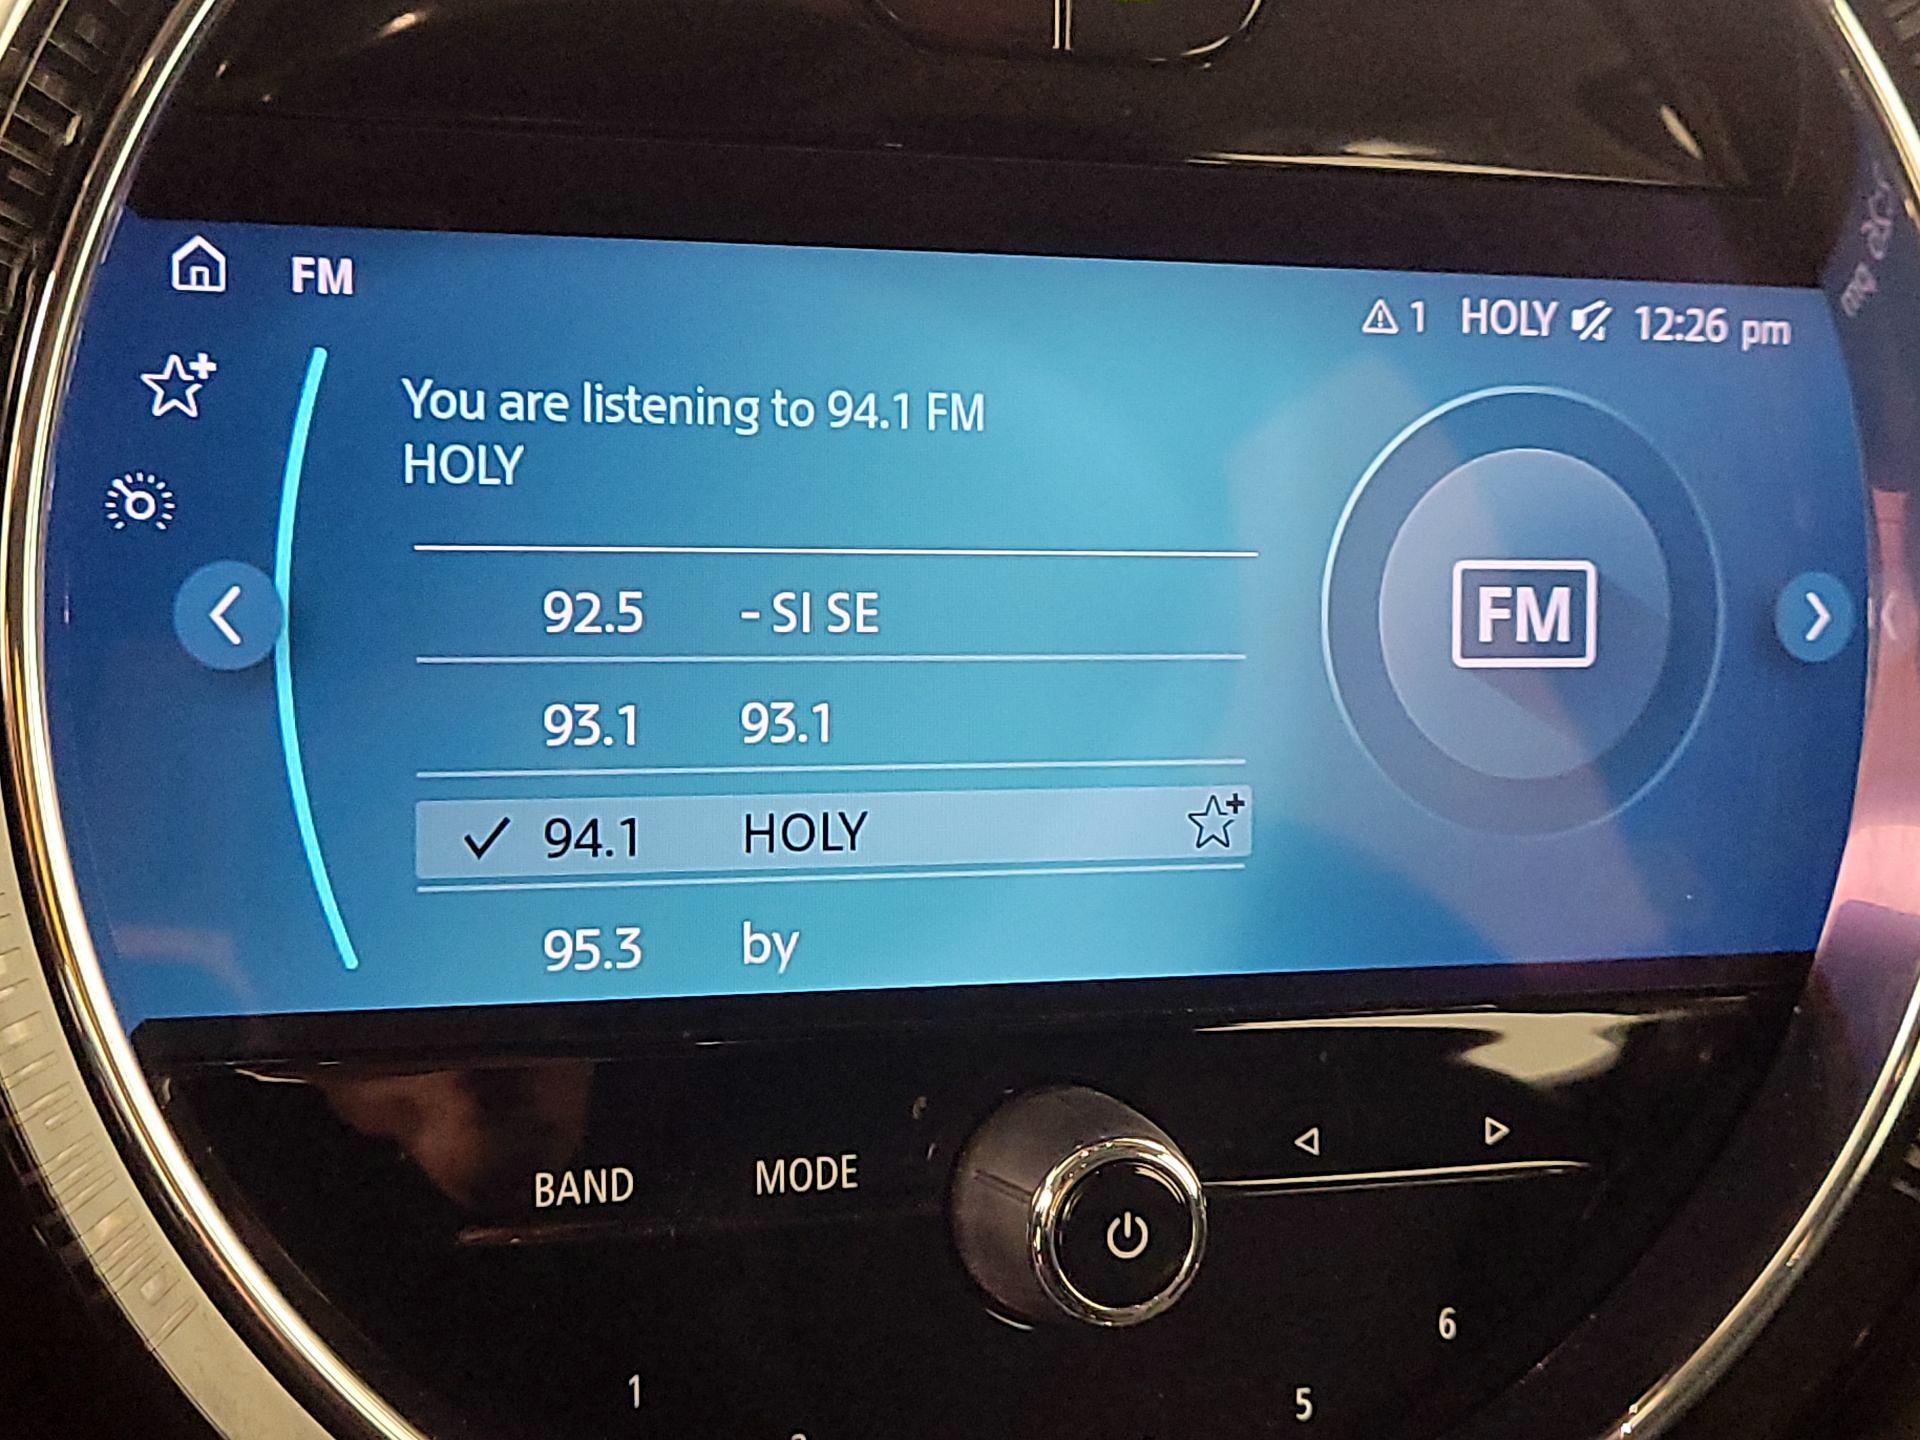 FM
1 HOLY 12:26 pm
You are listening to 94.1 FM
HOLY
92.5 - SI SE
93.1 93.1
94.1 HOLY
95.3 by
FM
BAND MODE
6
1 5